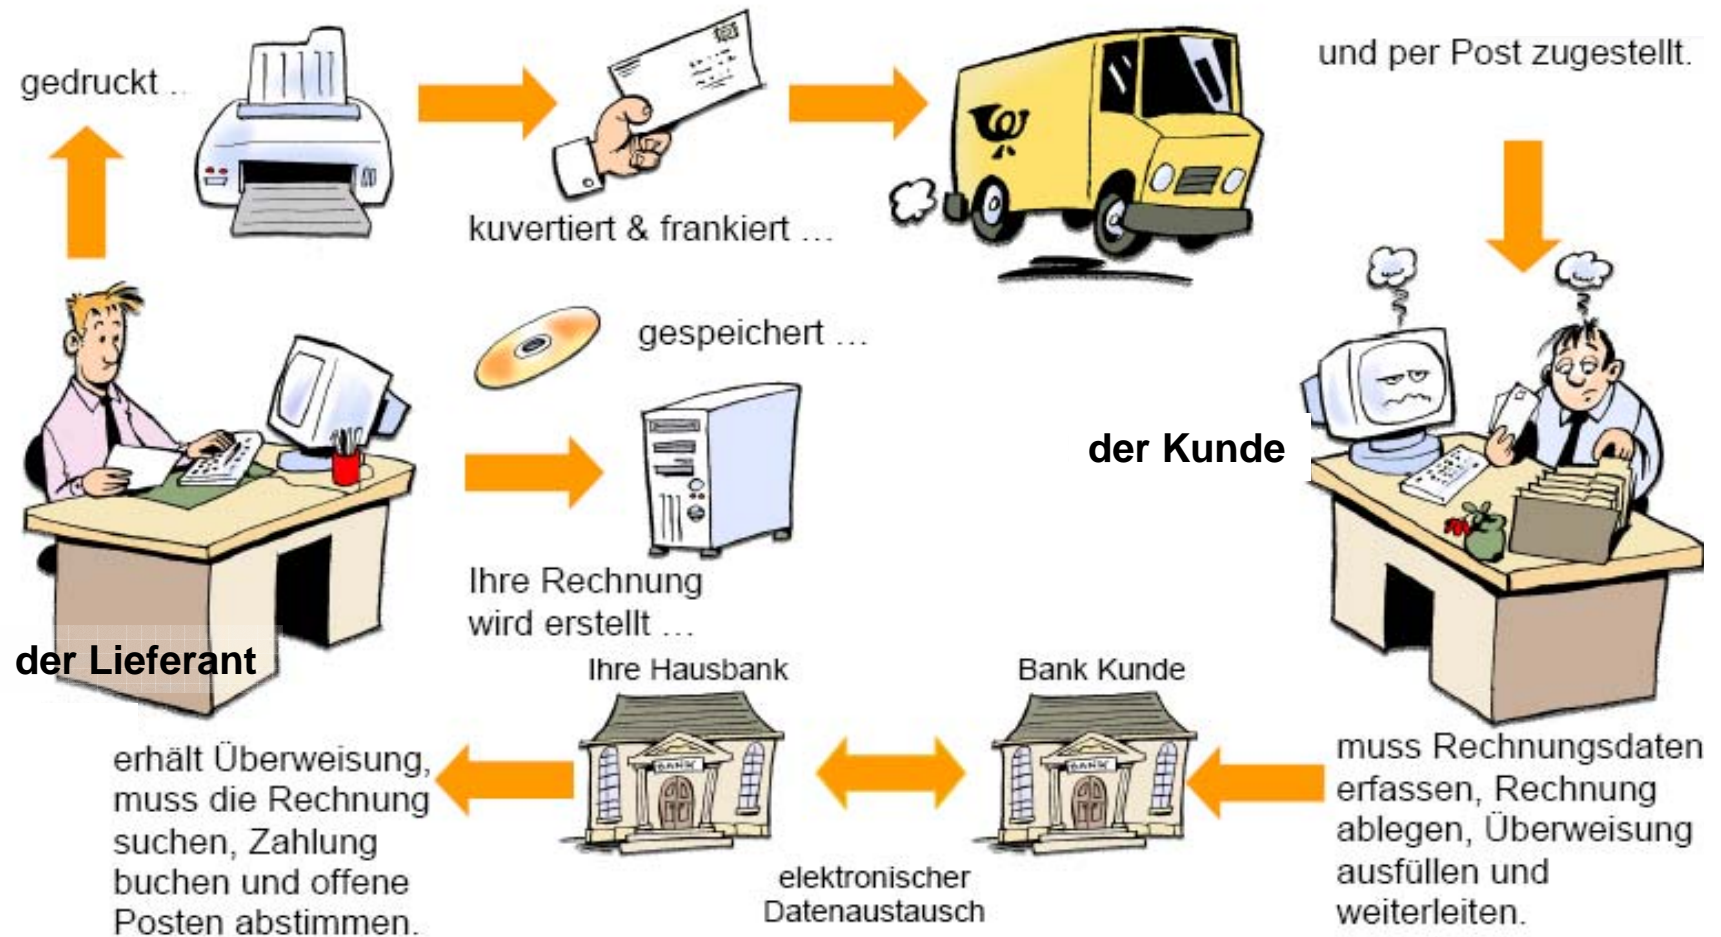 gedruckt ..
und per Post zugestellt.
kuvertiert & frankiert …
gespeichert …
der Kunde
Ihre Rechnung
wird erstellt …
der Lieferant
Ihre Hausbank
Bank Kunde
BANK
BANK
erhält Überweisung,
muss die Rechnung
suchen, Zahlung
buchen und offene
Posten abstimmen.
elektronischer
Datenaustausch
muss Rechnungsdaten
erfassen, Rechnung
ablegen, Überweisung
ausfüllen und
weiterleiten.